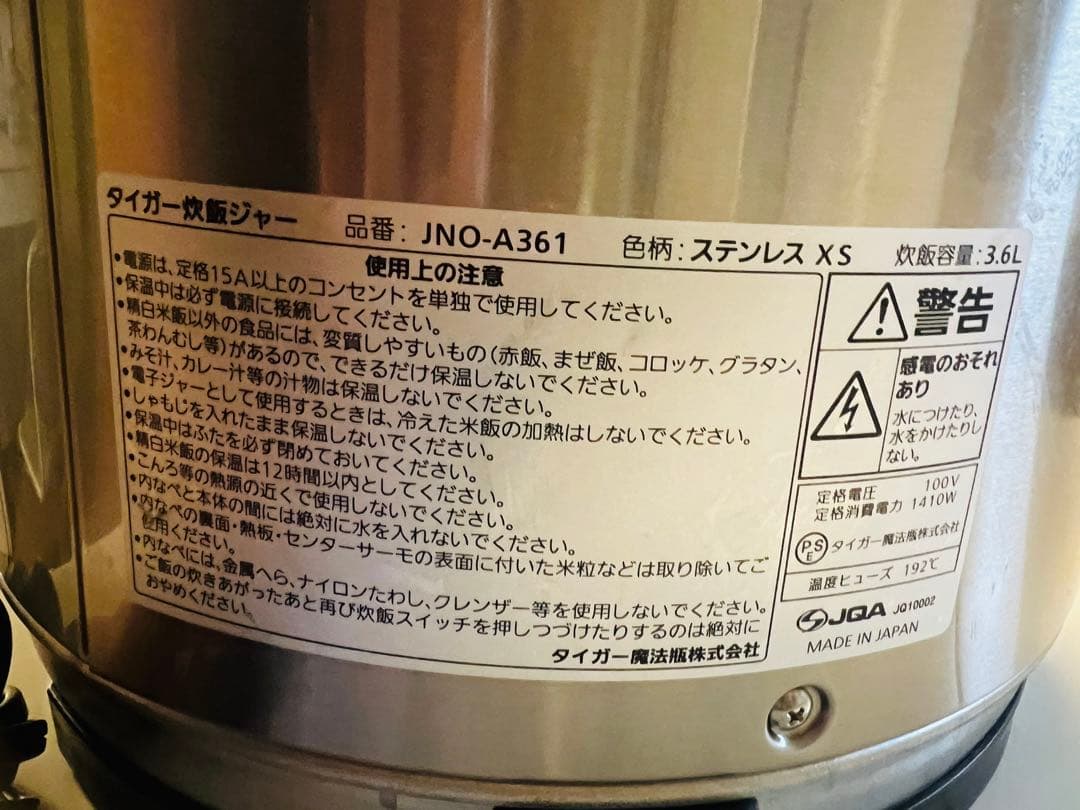 タイガー炊飯ジャー 品番: JNO-A361 色柄: ステンレス XS 炊飯容量: 3.6L
使用上の注意
•電源は、定格15A以上のコンセントを単独で使用してください。
•保温中は必ず電源に接続してください。
•精白米飯以外の食品には、変質しやすいもの(赤飯、まぜ飯、コロッケ、グラタン、
茶わんむし等)があるので、できるだけ保温しないでください。
•みそ汁、カレー汁等の汁物は保温しないでください。
•電子ジャーとして使用するときは、冷えた米飯の加熱はしないでください。
•しゃもじを入れたまま保温しないでください。
•保温中はふたを必ず閉めておいてください。
•精白米飯の保温は12時間以内としてください。
•こんろ等の熱源の近くで使用しないでください。
•内なべと本体の間には絶対に水を入れないでください。
•内なべの裏面・熱板・センターサーモの表面に付いた米粒などは取り除いてご
使用ください。
•内なべには、金属へら、ナイロンたわし、クレンザー等を使用しないでください。
•ご飯の炊きあがったあと再び炊飯スイッチを押しつづけたりするのは絶対に
おやめください。
タイガー魔法瓶株式会社
警告
感電のおそれ
あり
水につけたり、
水をかけたりし
ない。
定格電圧 100V
定格消費電力 1410W
PSE タイガー魔法瓶株式会社
温度ヒューズ 192℃
JQA JQ10002
MADE IN JAPAN